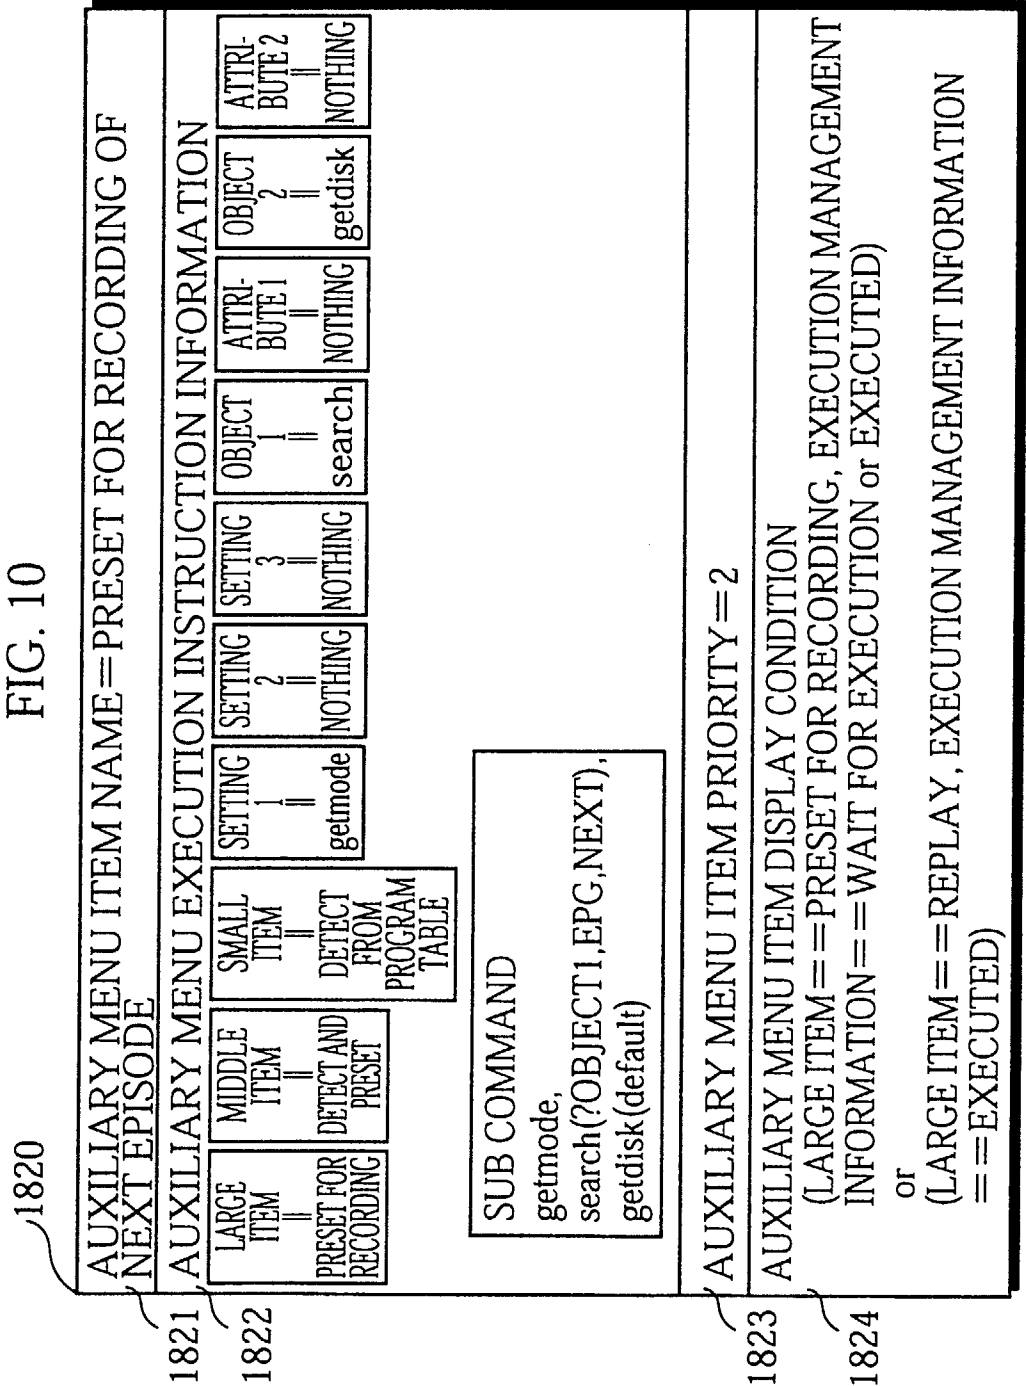 FIG. 10
1820
1821
AUXILIARY MENU ITEM NAME=PRESET FOR RECORDING OF
NEXT EPISODE
1822
AUXILIARY MENU EXECUTION INSTRUCTION INFORMATION
LARGE
ITEM
=
PRESET FOR
RECORDING
MIDDLE
ITEM
=
DETECT AND
PRESET
SMALL
ITEM
=
DETECT
FROM
PROGRAM
TABLE
SETTING
1
=
getmode
SETTING
2
=
NOTHING
SETTING
3
=
NOTHING
OBJECT
1
=
search
ATTRI-
BUTE 1
=
NOTHING
OBJECT
2
=
getdisk
ATTRI-
BUTE 2
=
NOTHING
SUB COMMAND
getmode,
search(?OBJECT1,EPG,NEXT),
getdisk(default)
1823
AUXILIARY MENU ITEM PRIORITY=2
1824
AUXILIARY MENU ITEM DISPLAY CONDITION
(LARGE ITEM==PRESET FOR RECORDING, EXECUTION MANAGEMENT
INFORMATION==WAIT FOR EXECUTION or EXECUTED)
or
(LARGE ITEM==REPLAY, EXECUTION MANAGEMENT INFORMATION
==EXECUTED)